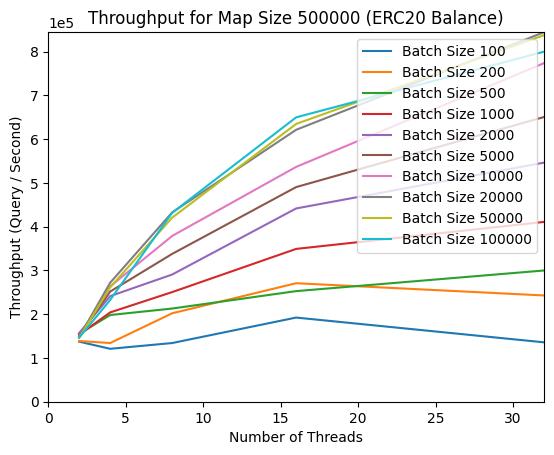 Throughput for Map Size 500000 (ERC20 Balance)
1e5
8
7
6
5
4
3
2
1
0
Throughput (Query / Second)
Batch Size 100
Batch Size 200
Batch Size 500
Batch Size 1000
Batch Size 2000
Batch Size 5000
Batch Size 10000
Batch Size 20000
Batch Size 50000
Batch Size 100000
0 5 10 15 20 25 30
Number of Threads